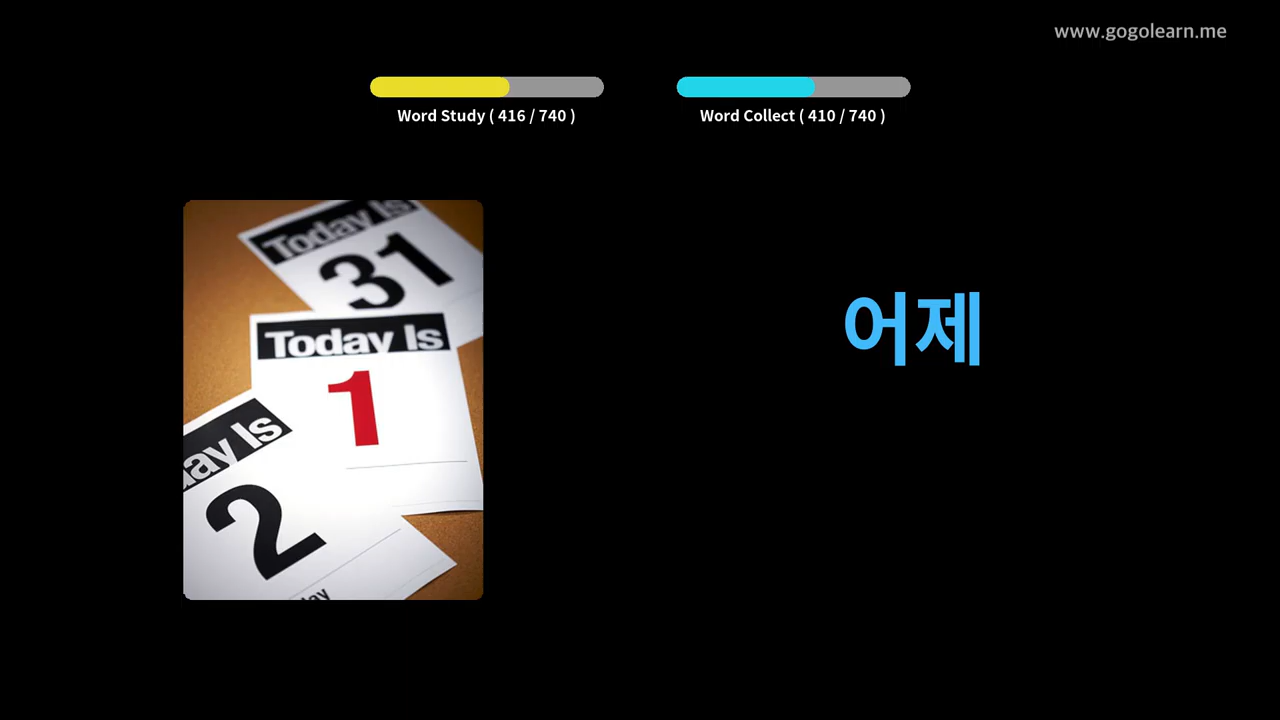 www.gogolearn.me
Word Study ( 416 / 740 )
Word Collect ( 410 / 740 )
Today Is
31
Today Is
1
ay Is
2
어제